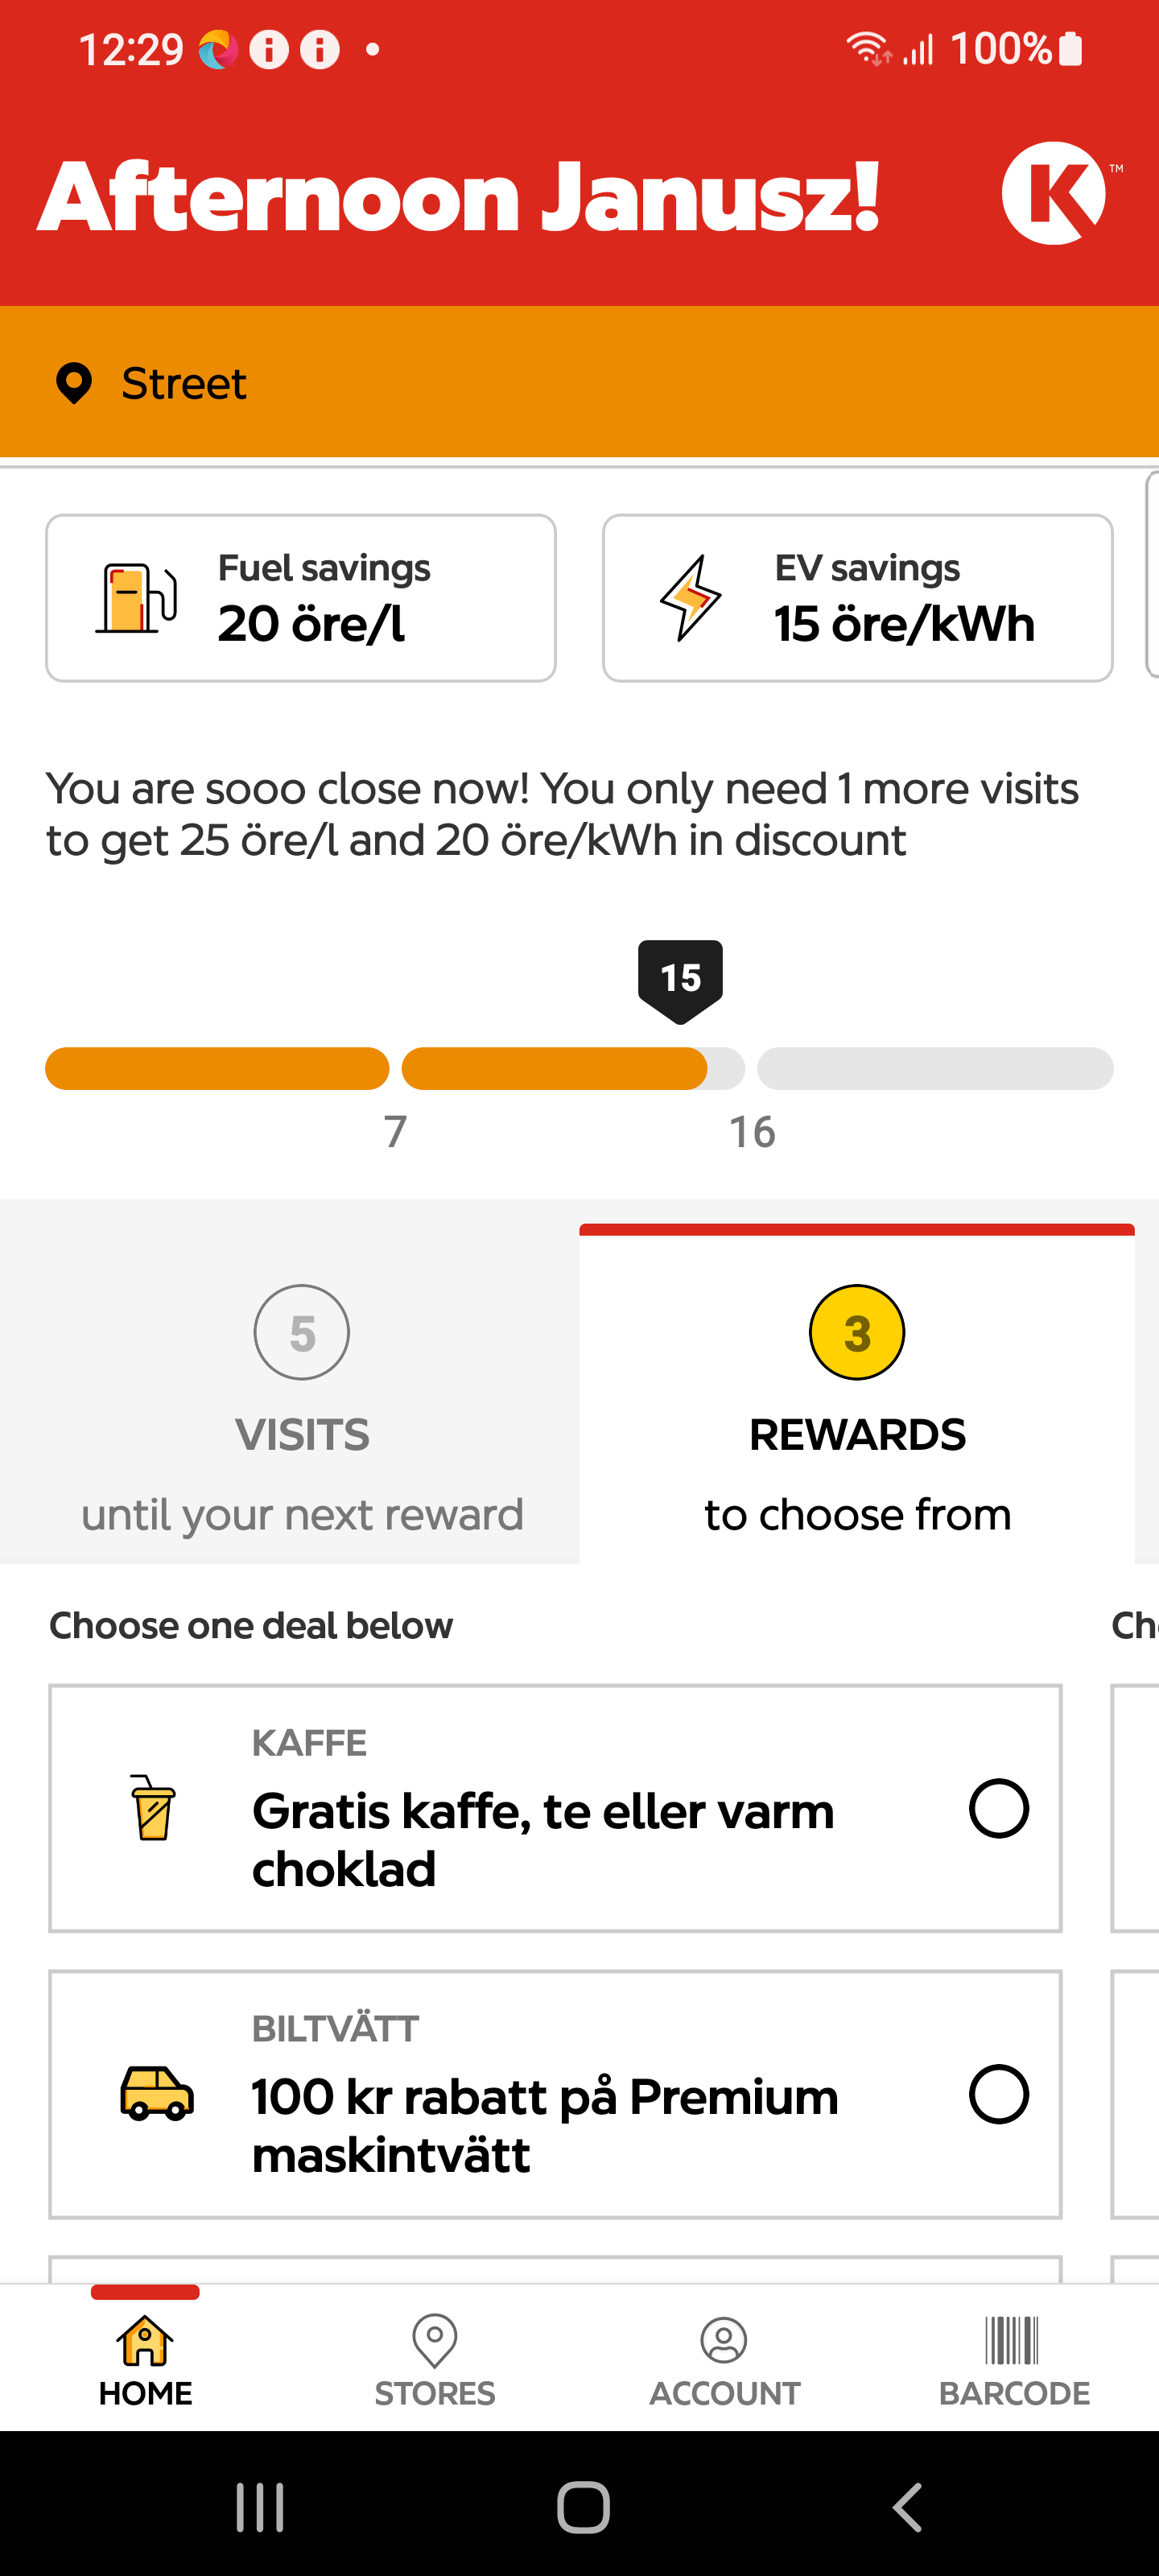 12:29
100%
Afternoon Janusz!
K™
Street
Fuel savings
20 öre/l
EV savings
15 öre/kWh
You are sooo close now! You only need 1 more visits
to get 25 öre/l and 20 öre/kWh in discount
15
7
16
5
VISITS
until your next reward
3
REWARDS
to choose from
Choose one deal below
KAFFE
Gratis kaffe, te eller varm
choklad
BILTVÄTT
100 kr rabatt på Premium
maskintvätt
HOME
STORES
ACCOUNT
BARCODE